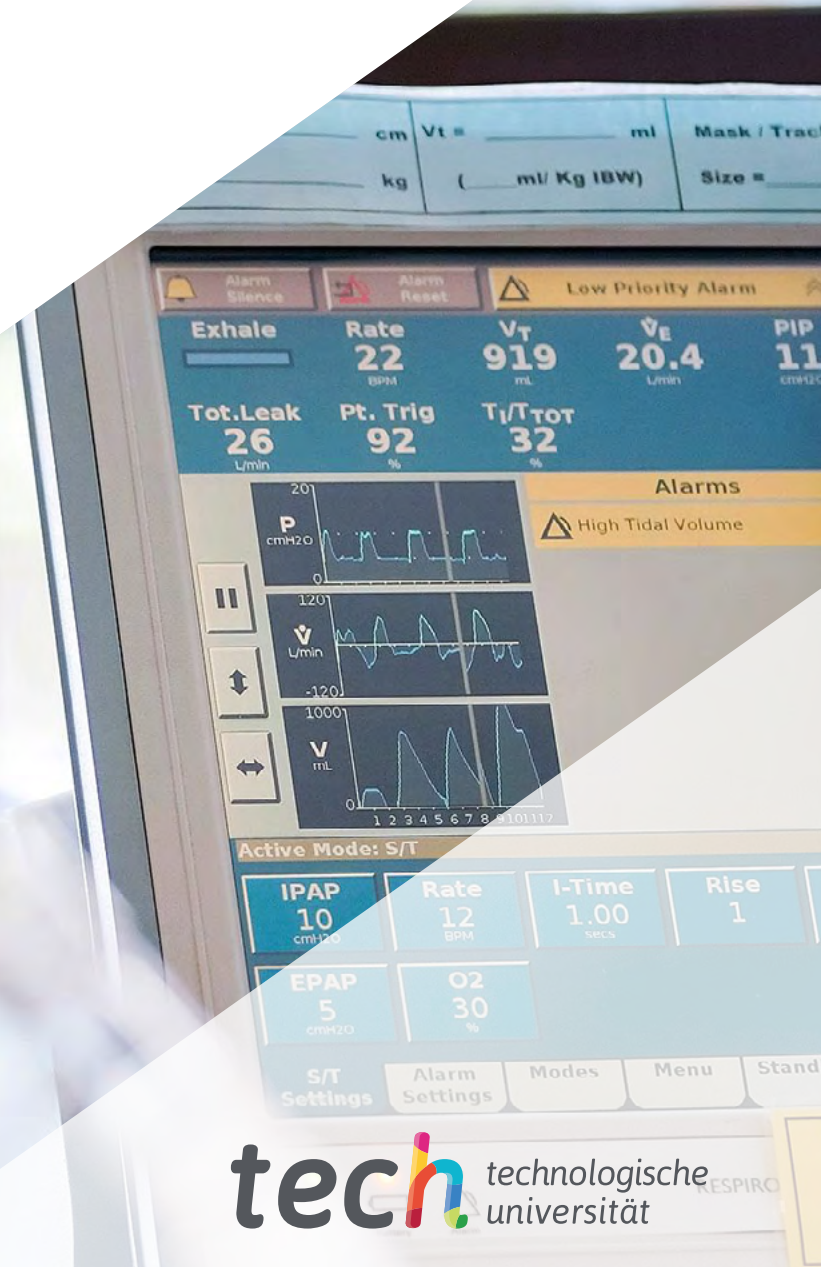 cm Vt = ml Mask /
kg ( ml/ Kg IBW) Size =
Alarm Silence
Alarm Reset
Low Priority Alarm
Exhale Rate VT V̇E PIP
22 919 20.4 11
BPM mL L/min cmH2O
Tot.Leak Pt. Trig TI/TTOT
26 92 32
L/min % %
Alarms
High Tidal Volume
20
P
cmH2O
0
120
V̇
L/min
-120
1000
V
mL
0
1 2 3 4 5 6 7 8 9 10 11 12
Active Mode: S/T
IPAP Rate I-Time Rise
10 12 1.00 1
cmH2O BPM secs
EPAP O2
5 30
cmH2O %
S/T Settings
Alarm Settings
Modes
Menu
Stand
tech technologische
universität
RESPIRO